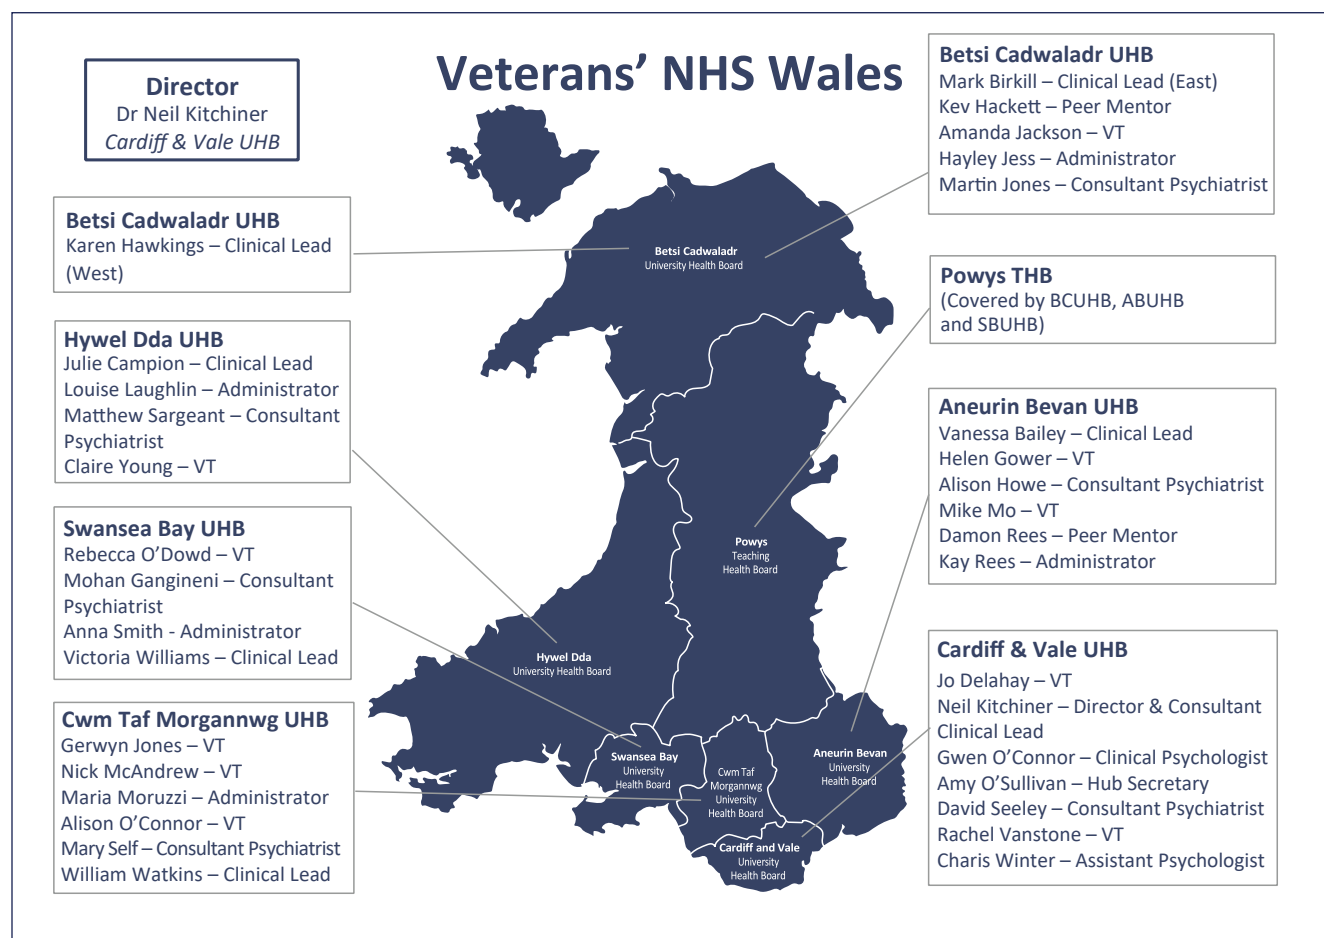 Veterans’ NHS Wales
Director
Dr Neil Kitchiner
Cardiff & Vale UHB
Betsi Cadwaladr UHB
Karen Hawkings – Clinical Lead
(West)
Hywel Dda UHB
Julie Campion – Clinical Lead
Louise Laughlin – Administrator
Matthew Sargeant – Consultant
Psychiatrist
Claire Young – VT
Swansea Bay UHB
Rebecca O’Dowd – VT
Mohan Gangineni – Consultant
Psychiatrist
Anna Smith - Administrator
Victoria Williams – Clinical Lead
Cwm Taf Morgannwg UHB
Gerwyn Jones – VT
Nick McAndrew – VT
Maria Moruzzi – Administrator
Alison O’Connor – VT
Mary Self – Consultant Psychiatrist
William Watkins – Clinical Lead
Betsi Cadwaladr
University Health Board
Powys
Teaching
Health Board
Hywel Dda
University Health Board
Swansea Bay
University
Health Board
Cwm Taf
Morgannwg
University
Health Board
Aneurin Bevan
University
Health Board
Cardiff and Vale
University
Health Board
Betsi Cadwaladr UHB
Mark Birkill – Clinical Lead (East)
Kev Hackett – Peer Mentor
Amanda Jackson – VT
Hayley Jess – Administrator
Martin Jones – Consultant Psychiatrist
Powys THB
(Covered by BCUHB, ABUHB
and SBUHB)
Aneurin Bevan UHB
Vanessa Bailey – Clinical Lead
Helen Gower – VT
Alison Howe – Consultant Psychiatrist
Mike Mo – VT
Damon Rees – Peer Mentor
Kay Rees – Administrator
Cardiff & Vale UHB
Jo Delahay – VT
Neil Kitchiner – Director & Consultant
Clinical Lead
Gwen O’Connor – Clinical Psychologist
Amy O’Sullivan – Hub Secretary
David Seeley – Consultant Psychiatrist
Rachel Vanstone – VT
Charis Winter – Assistant Psychologist